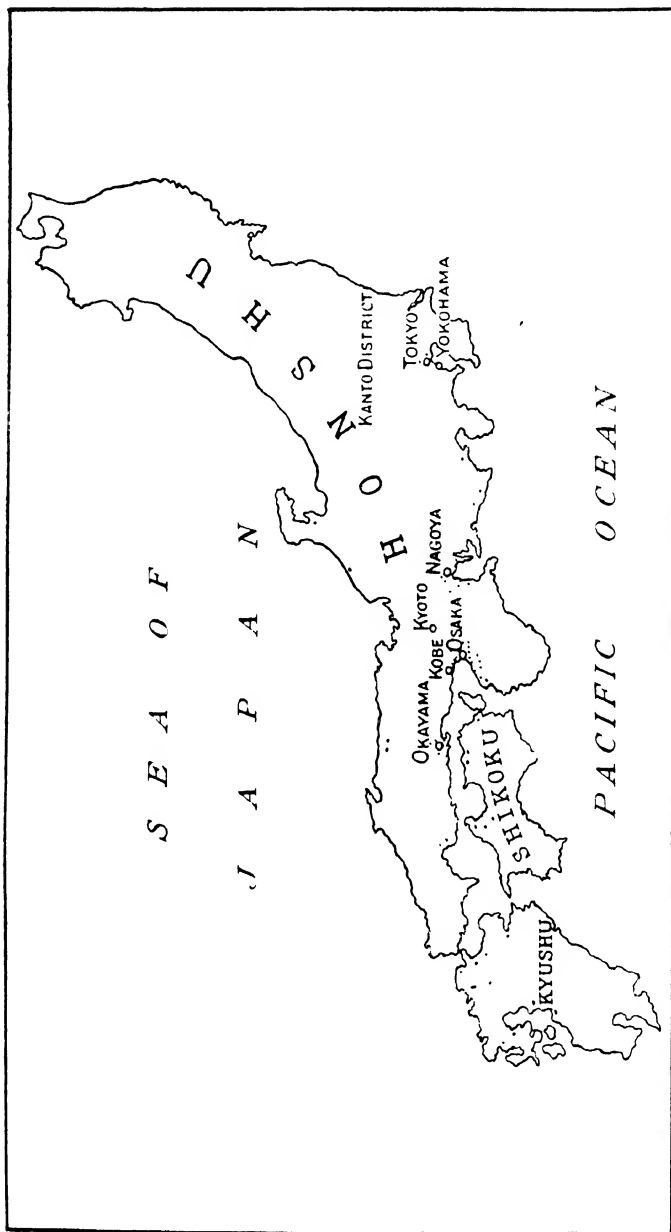 SEA OF
JAPAN
HONSHU
KANTO DISTRICT
TOKYO
YOKOHAMA
NAGOYA
KYOTO
OSAKA
KOBE
OKAYAMA
SHIKOKU
KYUSHU
PACIFIC OCEAN